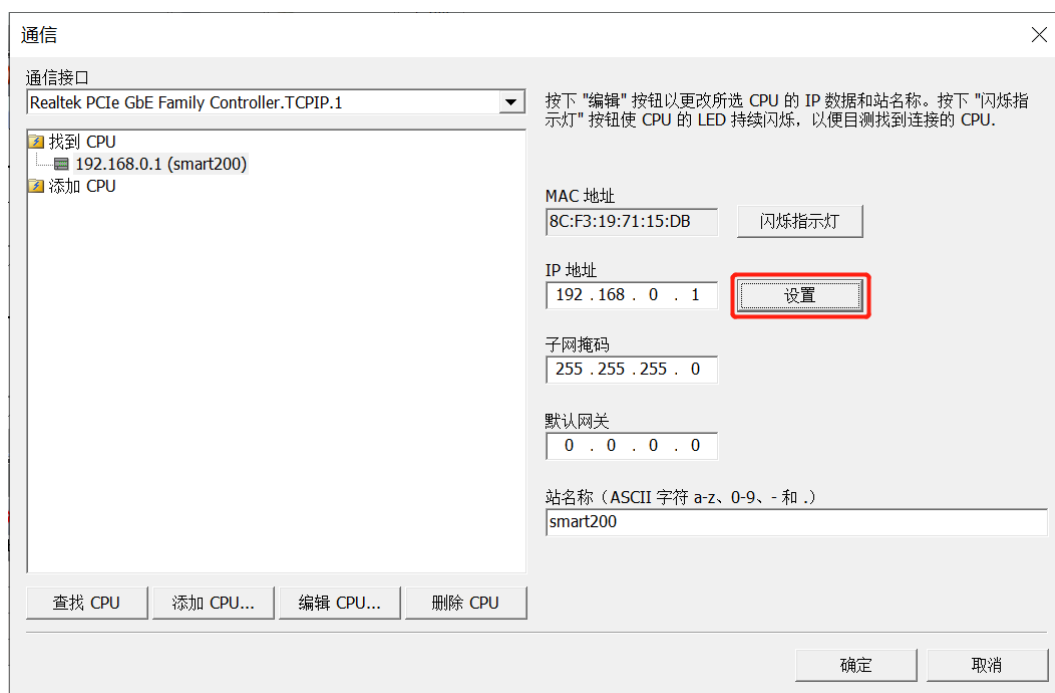 通信
通信接口
Realtek PCIe GbE Family Controller.TCPIP.1
找到 CPU
192.168.0.1 (smart200)
添加 CPU
按下 "编辑" 按钮以更改所选 CPU 的 IP 数据和站名称。按下 "闪烁指
示灯" 按钮使 CPU 的 LED 持续闪烁，以便目测找到连接的 CPU.
MAC 地址
8C:F3:19:71:15:DB
闪烁指示灯
IP 地址
192 . 168 . 0 . 1
设置
子网掩码
255 . 255 . 255 . 0
默认网关
0 . 0 . 0 . 0
站名称（ASCII 字符 a-z、0-9、- 和 .）
smart200
查找 CPU
添加 CPU...
编辑 CPU...
删除 CPU
确定
取消